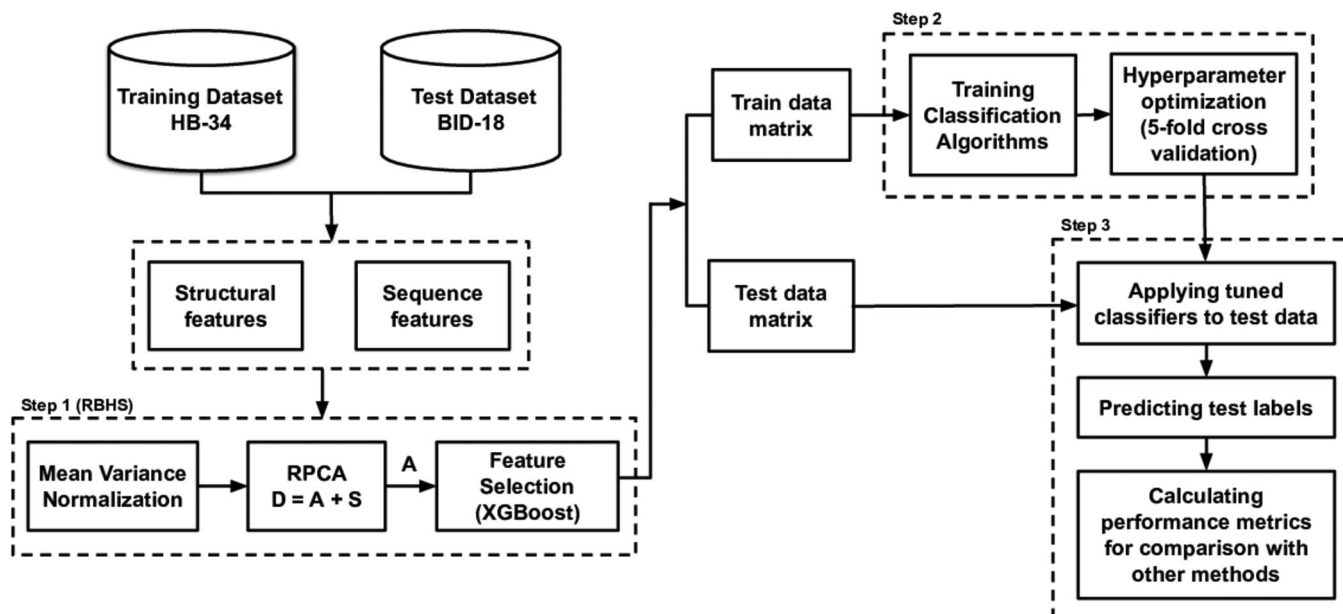 Training Dataset
HB-34
Test Dataset
BID-18
Structural
features
Sequence
features
Step 1 (RBHS)
Mean Variance
Normalization
RPCA
D = A + S
A
Feature
Selection
(XGBoost)
Train data
matrix
Test data
matrix
Step 2
Training
Classification
Algorithms
Hyperparameter
optimization
(5-fold cross
validation)
Step 3
Applying tuned
classifiers to test data
Predicting test labels
Calculating
performance metrics
for comparison with
other methods